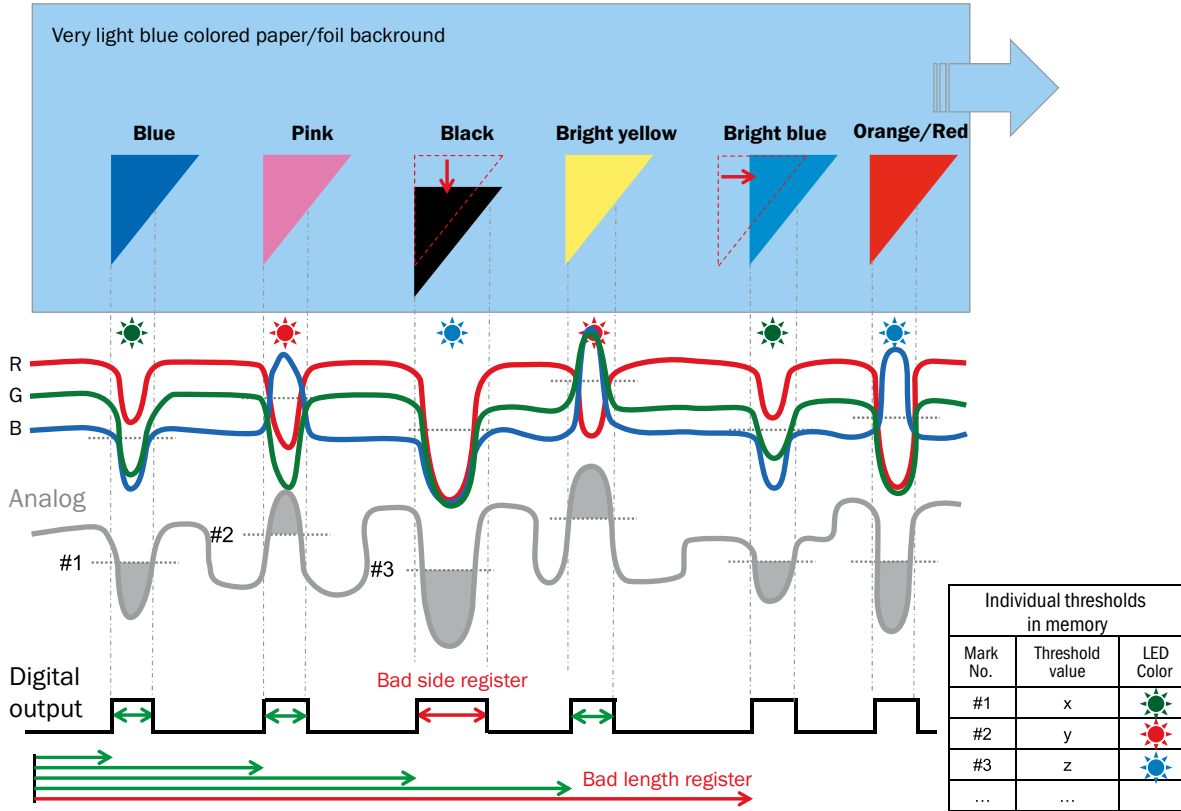 Very light blue colored paper/foil backround
Blue
Pink
Black
Bright yellow
Bright blue
Orange/Red
R
G
B
Analog
#1
#2
#3
Digital
output
Bad side register
Bad length register
Individual thresholds
in memory
Mark
No.
Threshold
value
LED
Color
#1 x
#2 y
#3 z
... ...